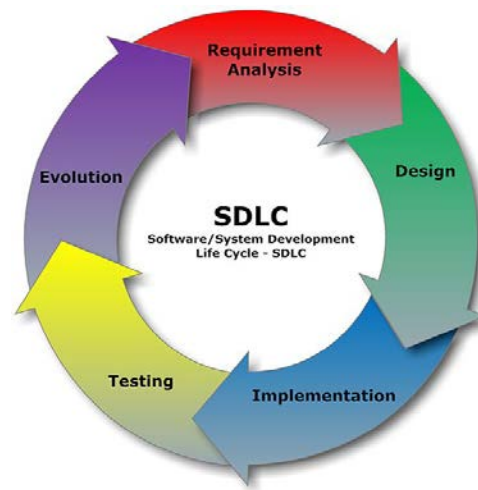 Requirement
Analysis
Design
Implementation
Testing
Evolution
SDLC
Software/System Development
Life Cycle - SDLC